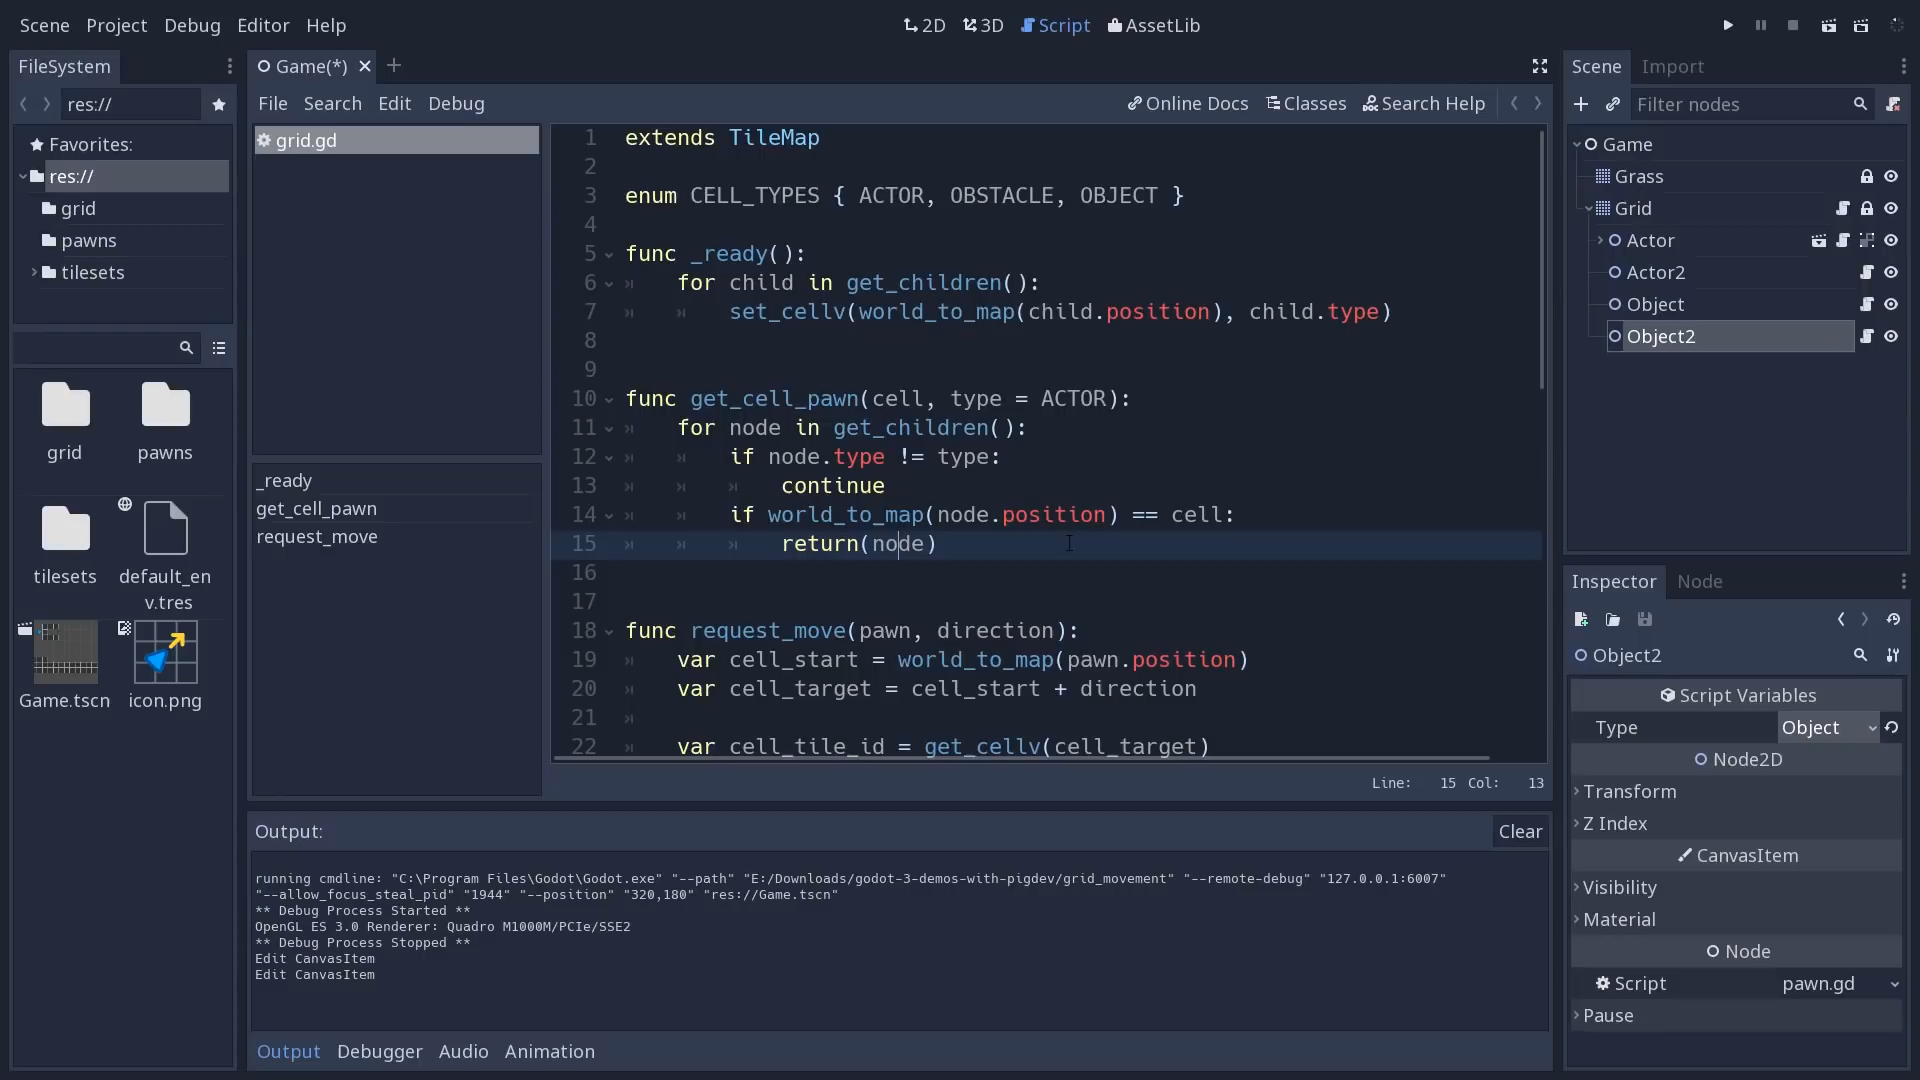 Scene Project Debug Editor Help
2D 3D Script AssetLib
FileSystem
res://
Favorites:
res://
grid
pawns
tilesets
grid
pawns
tilesets
default_en
v.tres
Game.tscn
icon.png
Game(*)
File Search Edit Debug
Online Docs Classes Search Help
grid.gd
_ready
get_cell_pawn
request_move
1 extends TileMap
2
3 enum CELL_TYPES { ACTOR, OBSTACLE, OBJECT }
4
5 func _ready():
6 for child in get_children():
7 set_cellv(world_to_map(child.position), child.type)
8
9
10 func get_cell_pawn(cell, type = ACTOR):
11 for node in get_children():
12 if node.type != type:
13 continue
14 if world_to_map(node.position) == cell:
15 return(node)
16
17
18 func request_move(pawn, direction):
19 var cell_start = world_to_map(pawn.position)
20 var cell_target = cell_start + direction
21
22 var cell_tile_id = get_cellv(cell_target)
Line: 15 Col: 13
Output:
Clear
running cmdline: "C:\Program Files\Godot\Godot.exe" "--path" "E:/Downloads/godot-3-demos-with-pigdev/grid_movement" "--remote-debug" "127.0.0.1:6007"
"--allow_focus_steal_pid" "1944" "--position" "320,180" "res://Game.tscn"
** Debug Process Started **
OpenGL ES 3.0 Renderer: Quadro M1000M/PCIe/SSE2
** Debug Process Stopped **
Edit CanvasItem
Edit CanvasItem
Output Debugger Audio Animation
Scene Import
Filter nodes
Game
Grass
Grid
Actor
Actor2
Object
Object2
Inspector Node
Object2
Script Variables
Type Object
Node2D
Transform
Z Index
CanvasItem
Visibility
Material
Node
Script pawn.gd
Pause